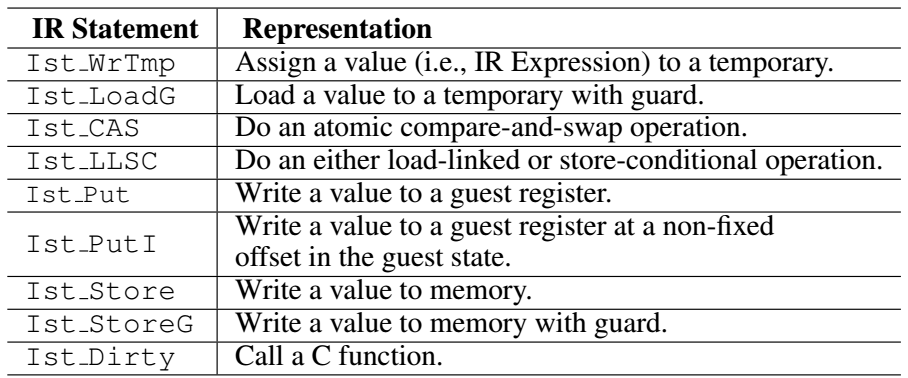 IR Statement Representation
Ist_WrTmp Assign a value (i.e., IR Expression) to a temporary.
Ist_LoadG Load a value to a temporary with guard.
Ist_CAS Do an atomic compare-and-swap operation.
Ist_LLSC Do an either load-linked or store-conditional operation.
Ist_Put Write a value to a guest register.
Ist_PutI Write a value to a guest register at a non-fixed
offset in the guest state.
Ist_Store Write a value to memory.
Ist_StoreG Write a value to memory with guard.
Ist_Dirty Call a C function.